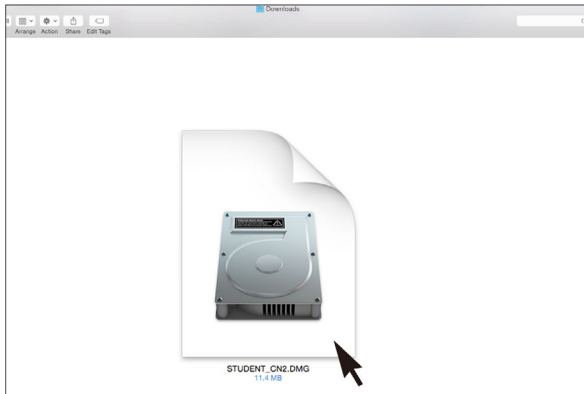 Downloads
Arrange Action Share Edit Tags
STUDENT_CN2.DMG
11.4 MB